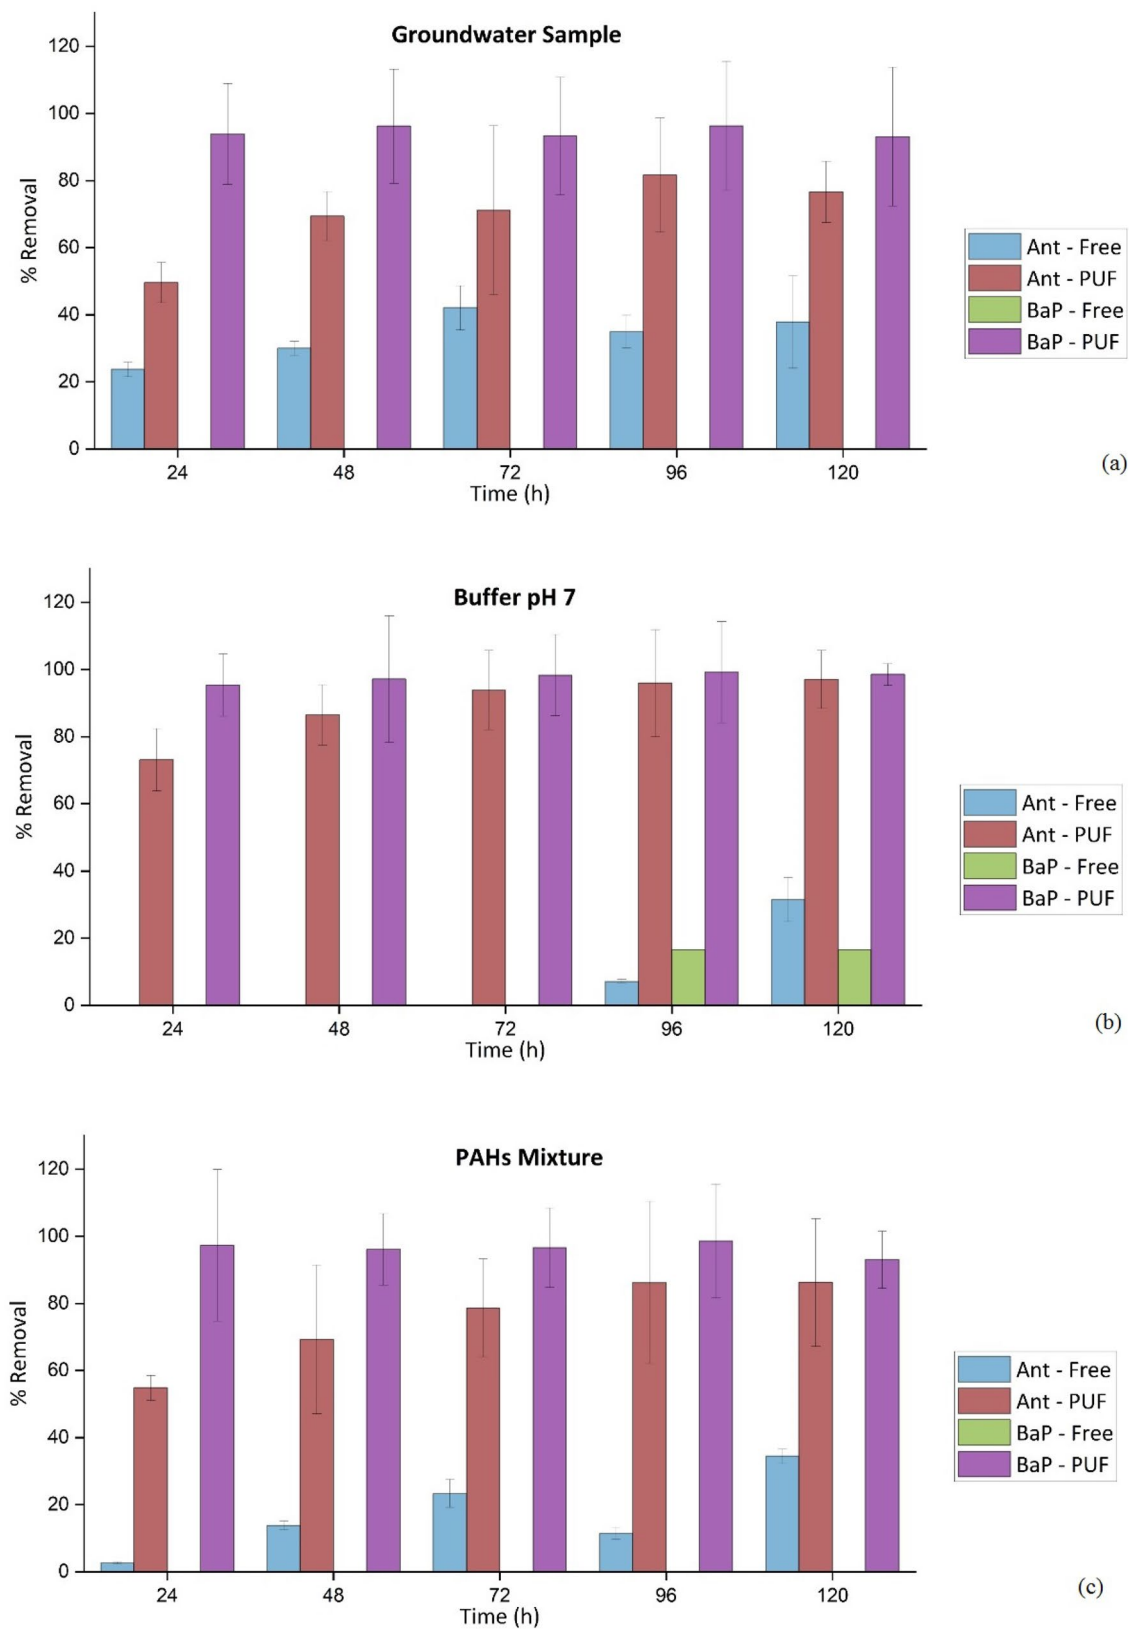 Groundwater Sample
120
100
80
60
40
20
0
% Removal
24 48 72 96 120
Time (h)
Ant - Free
Ant - PUF
BaP - Free
BaP - PUF
(a)
Buffer pH 7
120
100
80
60
40
20
0
% Removal
24 48 72 96 120
Time (h)
Ant - Free
Ant - PUF
BaP - Free
BaP - PUF
(b)
PAHs Mixture
120
100
80
60
40
20
0
% Removal
24 48 72 96 120
Time (h)
Ant - Free
Ant - PUF
BaP - Free
BaP - PUF
(c)